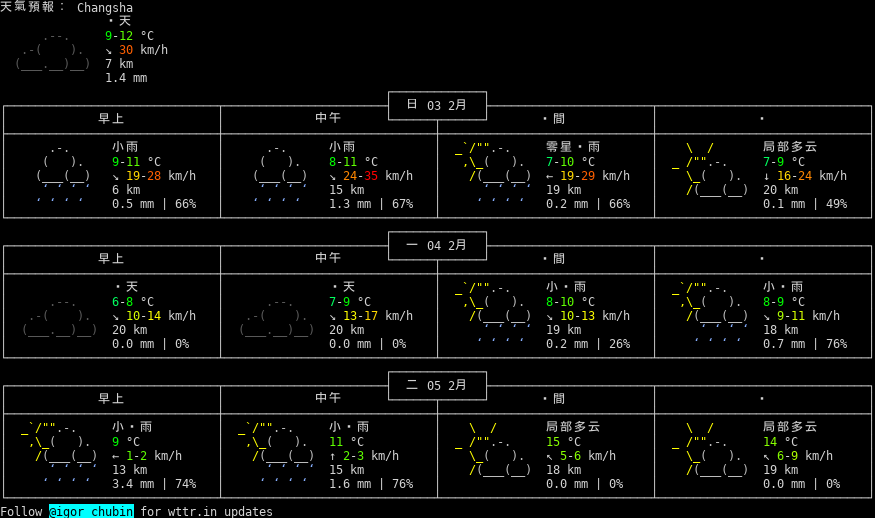 天氣預報： Changsha
・天
9-12 °C
↘ 30 km/h
7 km
1.4 mm
日 03 2月
早上 中午 ・間 ・
小雨 小雨 零星・雨 局部多云
9-11 °C 8-11 °C 7-10 °C 7-9 °C
↘ 19-28 km/h ↘ 24-35 km/h ← 19-29 km/h ↓ 16-24 km/h
6 km 15 km 19 km 20 km
0.5 mm | 66% 1.3 mm | 67% 0.2 mm | 66% 0.1 mm | 49%
一 04 2月
早上 中午 ・間 ・
・天 ・天 小・雨 小・雨
6-8 °C 7-9 °C 8-10 °C 8-9 °C
↘ 10-14 km/h ↘ 13-17 km/h ↘ 10-13 km/h ↘ 9-11 km/h
20 km 20 km 19 km 18 km
0.0 mm | 0% 0.0 mm | 0% 0.2 mm | 26% 0.7 mm | 76%
二 05 2月
早上 中午 ・間 ・
小・雨 小・雨 局部多云 局部多云
9 °C 11 °C 15 °C 14 °C
← 1-2 km/h ↑ 2-3 km/h ↖ 5-6 km/h ↖ 6-9 km/h
13 km 15 km 18 km 19 km
3.4 mm | 74% 1.6 mm | 76% 0.0 mm | 0% 0.0 mm | 0%
Follow @igor_chubin for wttr.in updates